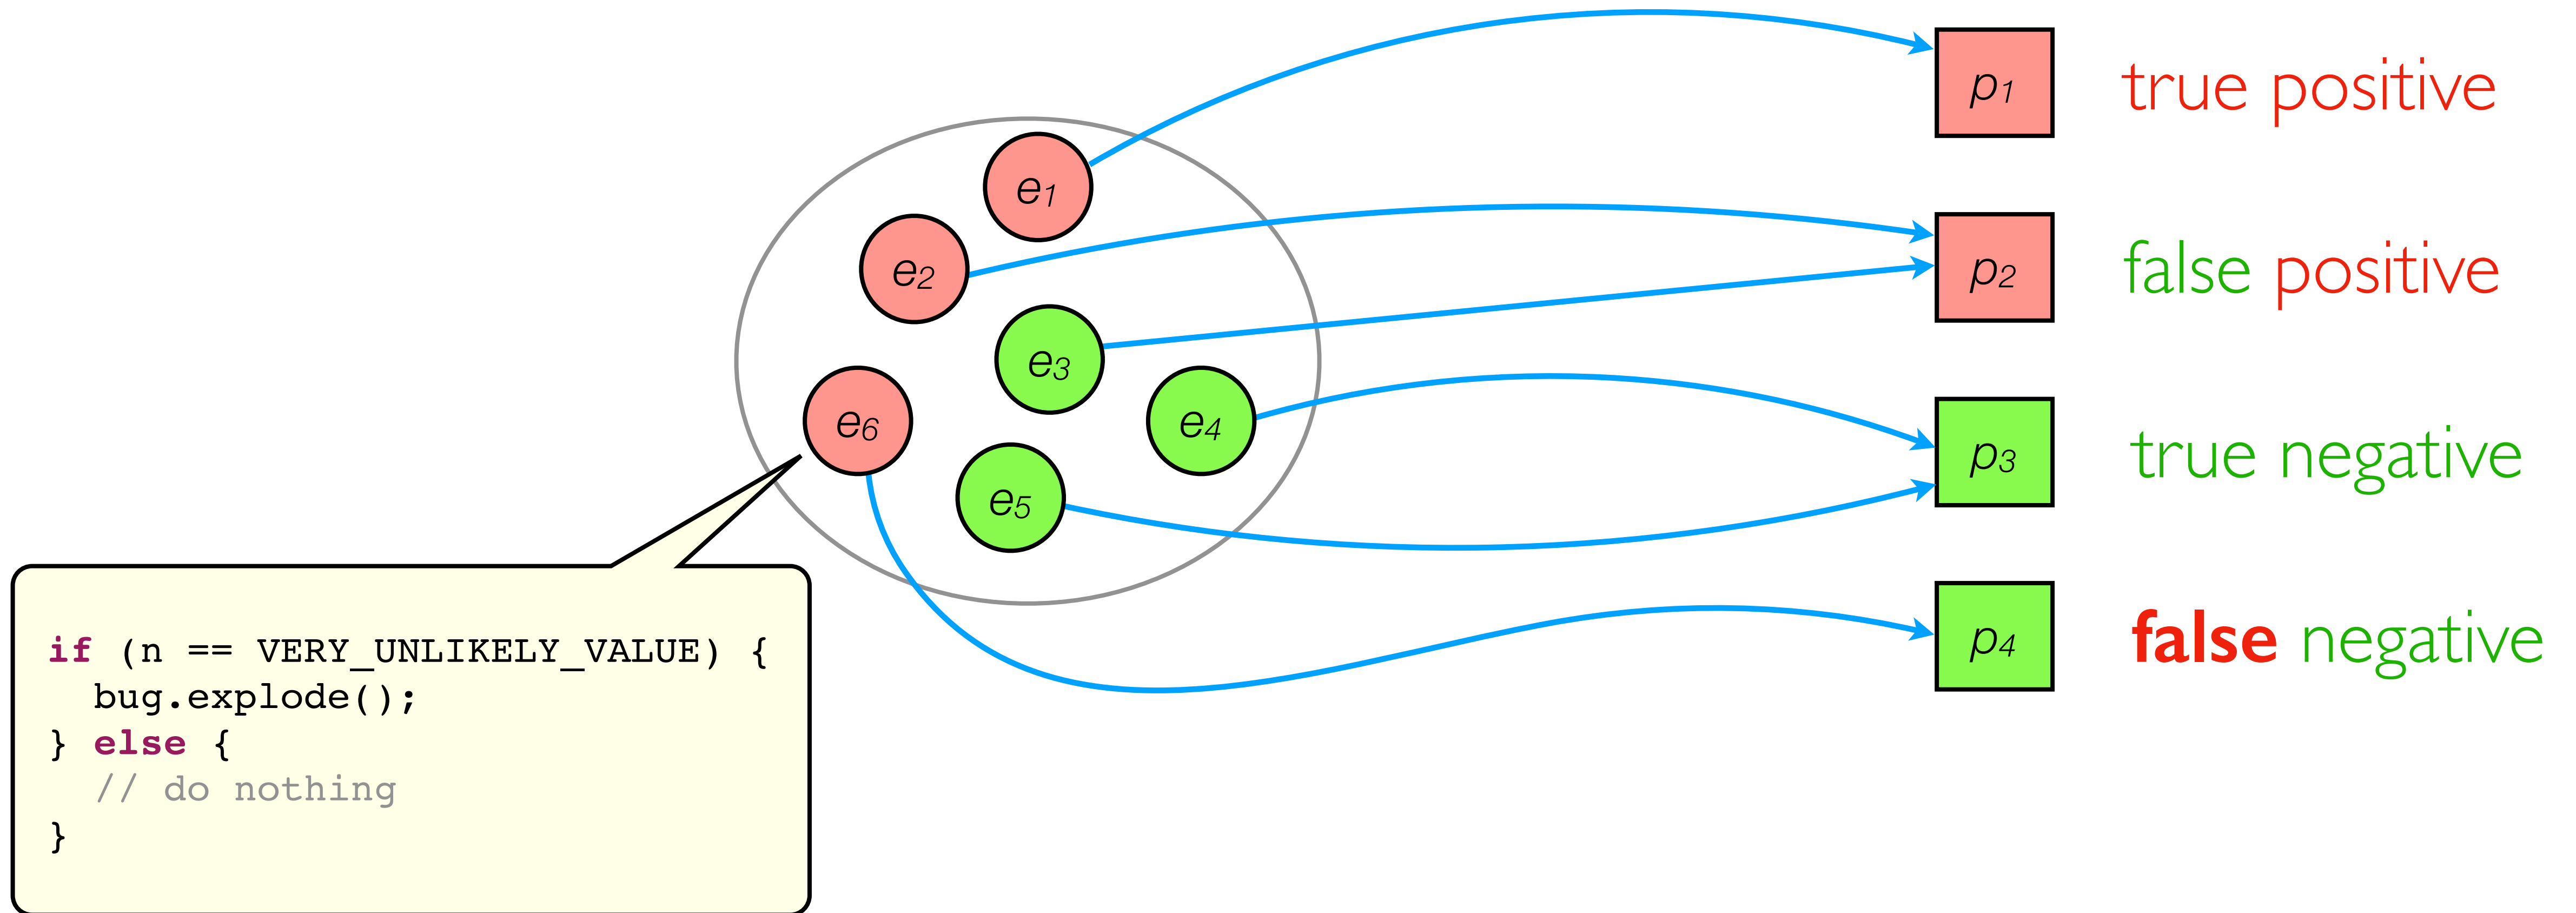 p1 true positive
e1
e2
p2 false positive
e3
e6
e4
p3 true negative
e5
p4 false negative
if (n == VERY_UNLIKELY_VALUE) {
  bug.explode();
} else {
  // do nothing
}